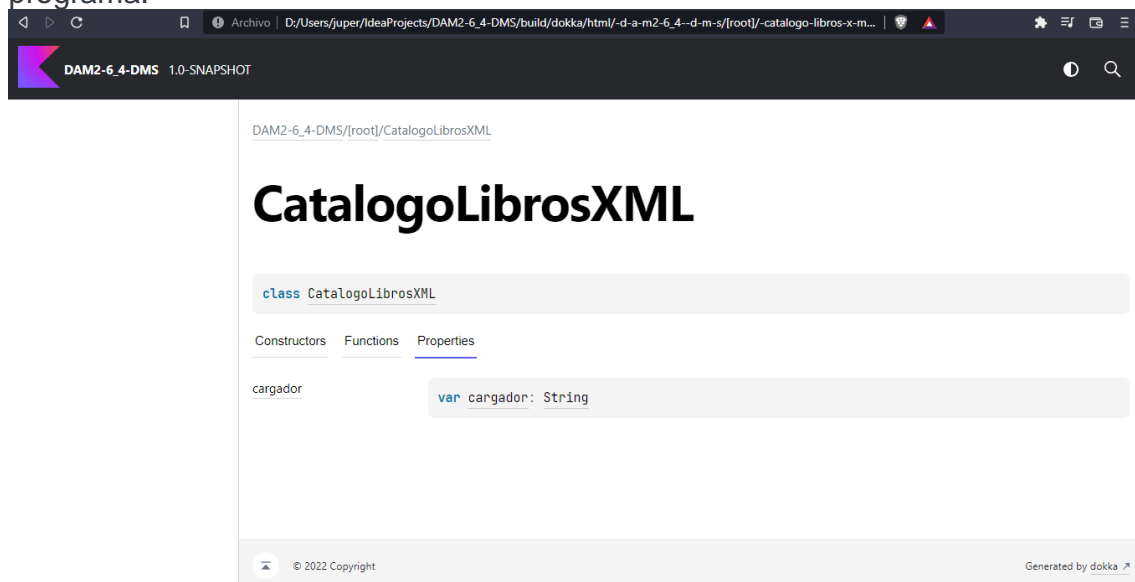 programa.
Archivo D:/Users/juper/IdeaProjects/DAM2-6_4-DMS/build/dokka/html/-d-a-m2-6_4--d-m-s/[root]/-catalogo-libros-x-m...
DAM2-6_4-DMS 1.0-SNAPSHOT
DAM2-6_4-DMS/[root]/CatalogoLibrosXML
CatalogoLibrosXML
class CatalogoLibrosXML
Constructors Functions Properties
cargador
var cargador: String
© 2022 Copyright
Generated by dokka ↗